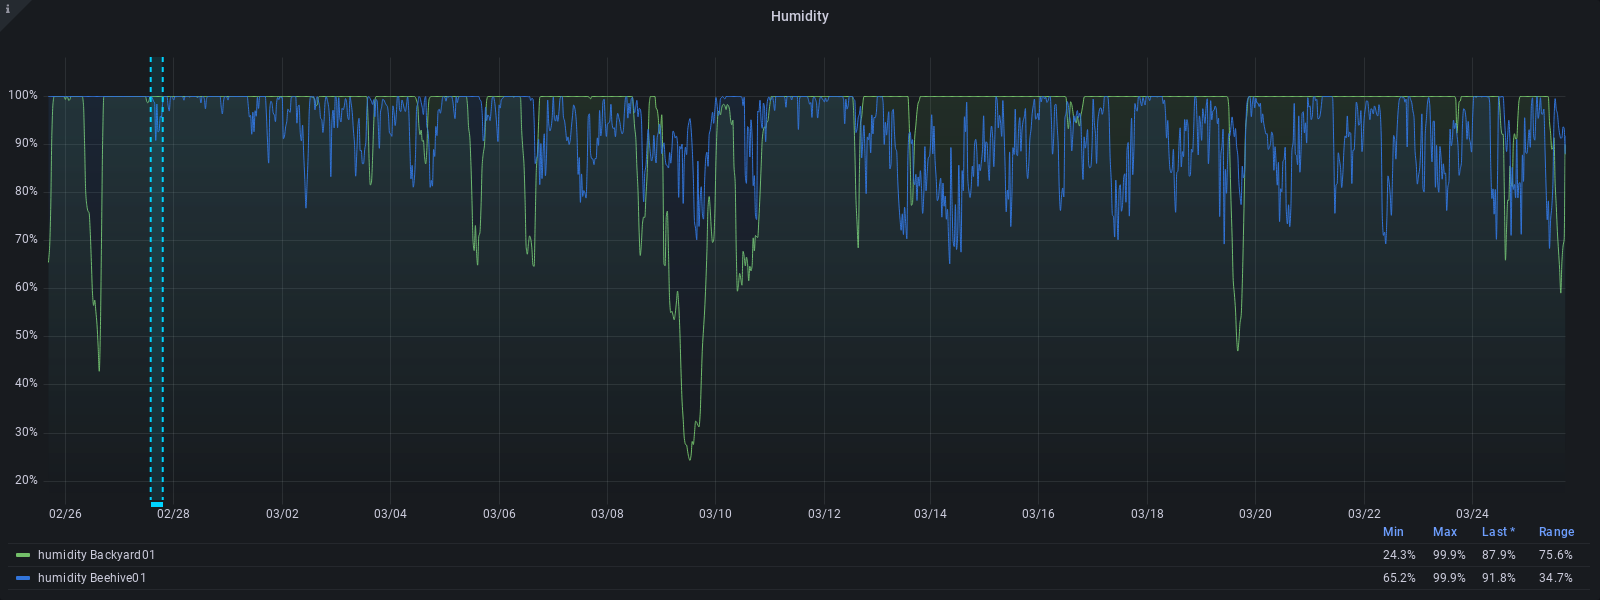 i
Humidity
100%
90%
80%
70%
60%
50%
40%
30%
20%
02/26 02/28 03/02 03/04 03/06 03/08 03/10 03/12 03/14 03/16 03/18 03/20 03/22 03/24
Min Max Last * Range
humidity Backyard01 24.3% 99.9% 87.9% 75.6%
humidity Beehive01 65.2% 99.9% 91.8% 34.7%